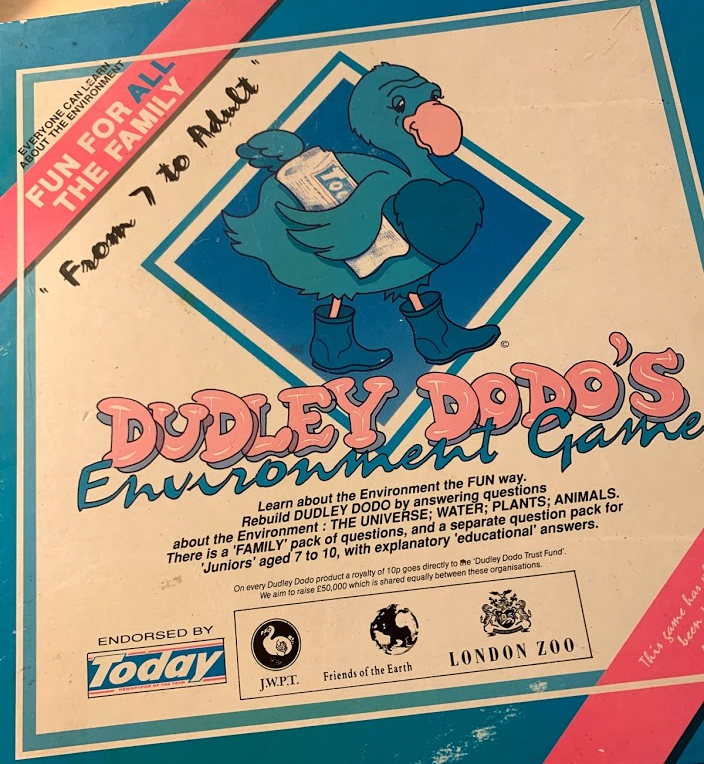 EVERYONE CAN LEARN
ABOUT THE ENVIRONMENT
FUN FOR ALL
THE FAMILY
"From 7 to Adult"
©
DUDLEY DODO'S
Environment Game
Learn about the Environment the FUN way.
Rebuild DUDLEY DODO by answering questions
about the Environment : THE UNIVERSE; WATER; PLANTS; ANIMALS.
There is a 'FAMILY' pack of questions, and a separate question pack for
'Juniors' aged 7 to 10, with explanatory 'educational' answers.
On every Dudley Dodo product a royalty of 10p goes directly to the 'Dudley Dodo Trust Fund'.
We aim to raise £50,000 which is shared equally between these organisations.
ENDORSED BY
Today
NEWSPAPER OF THE YEAR
J.W.P.T.
Friends of the Earth
LONDON ZOO
This game has
been